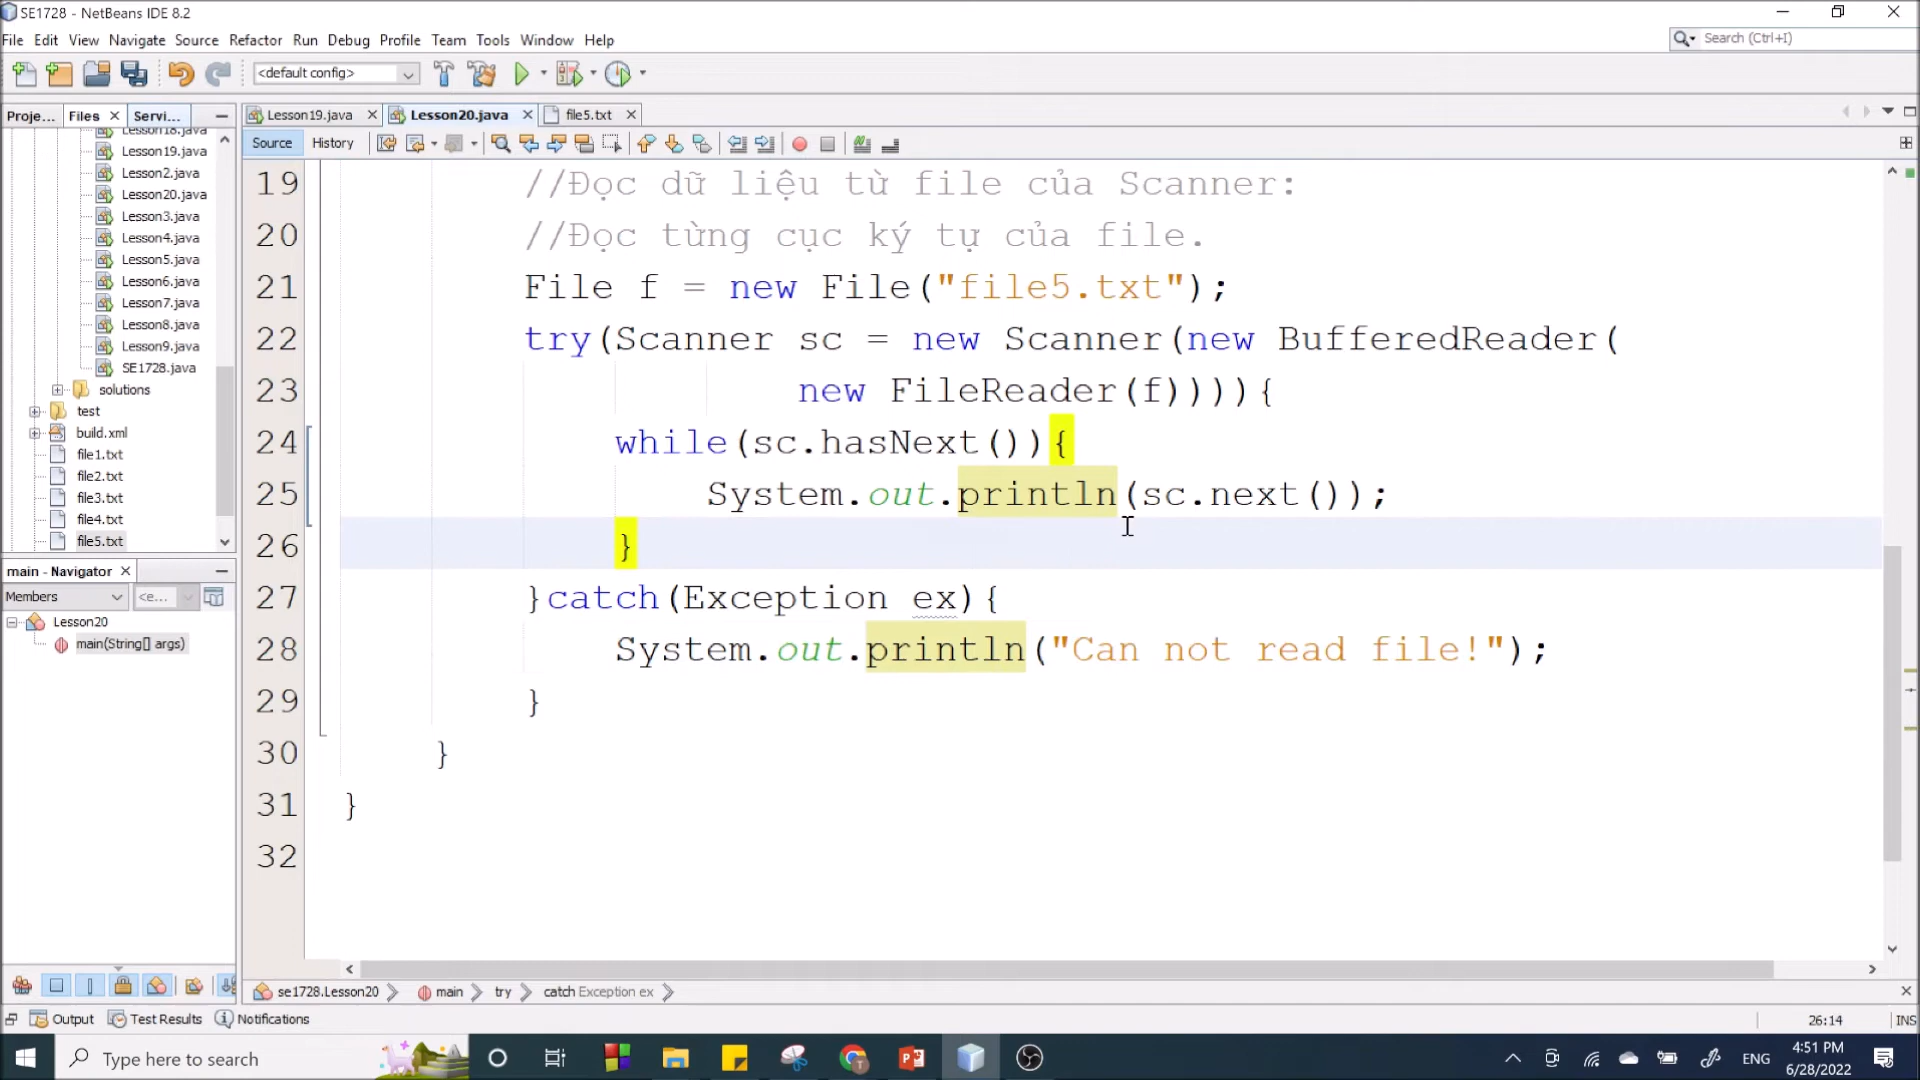 SE1728 - NetBeans IDE 8.2
File Edit View Navigate Source Refactor Run Debug Profile Team Tools Window Help
Search (Ctrl+I)
<default config>
Proje... Files Servi...
Lesson19.java Lesson20.java file5.txt
Source History
Lesson18.java
Lesson19.java
Lesson2.java
Lesson20.java
Lesson3.java
Lesson4.java
Lesson5.java
Lesson6.java
Lesson7.java
Lesson8.java
Lesson9.java
SE1728.java
solutions
test
build.xml
file1.txt
file2.txt
file3.txt
file4.txt
file5.txt
main - Navigator
Members <e...
Lesson20
main(String[] args)
19 //Đọc dữ liệu từ file của Scanner:
20 //Đọc từng cục ký tự của file.
21 File f = new File("file5.txt");
22 try(Scanner sc = new Scanner(new BufferedReader(
23 new FileReader(f)))){
24 while(sc.hasNext()){
25 System.out.println(sc.next());
26 }
27 }catch(Exception ex){
28 System.out.println("Can not read file!");
29 }
30 }
31 }
32
se1728.Lesson20 main try catch Exception ex
Output Test Results Notifications
26:14 INS
Type here to search
ENG
4:51 PM
6/28/2022